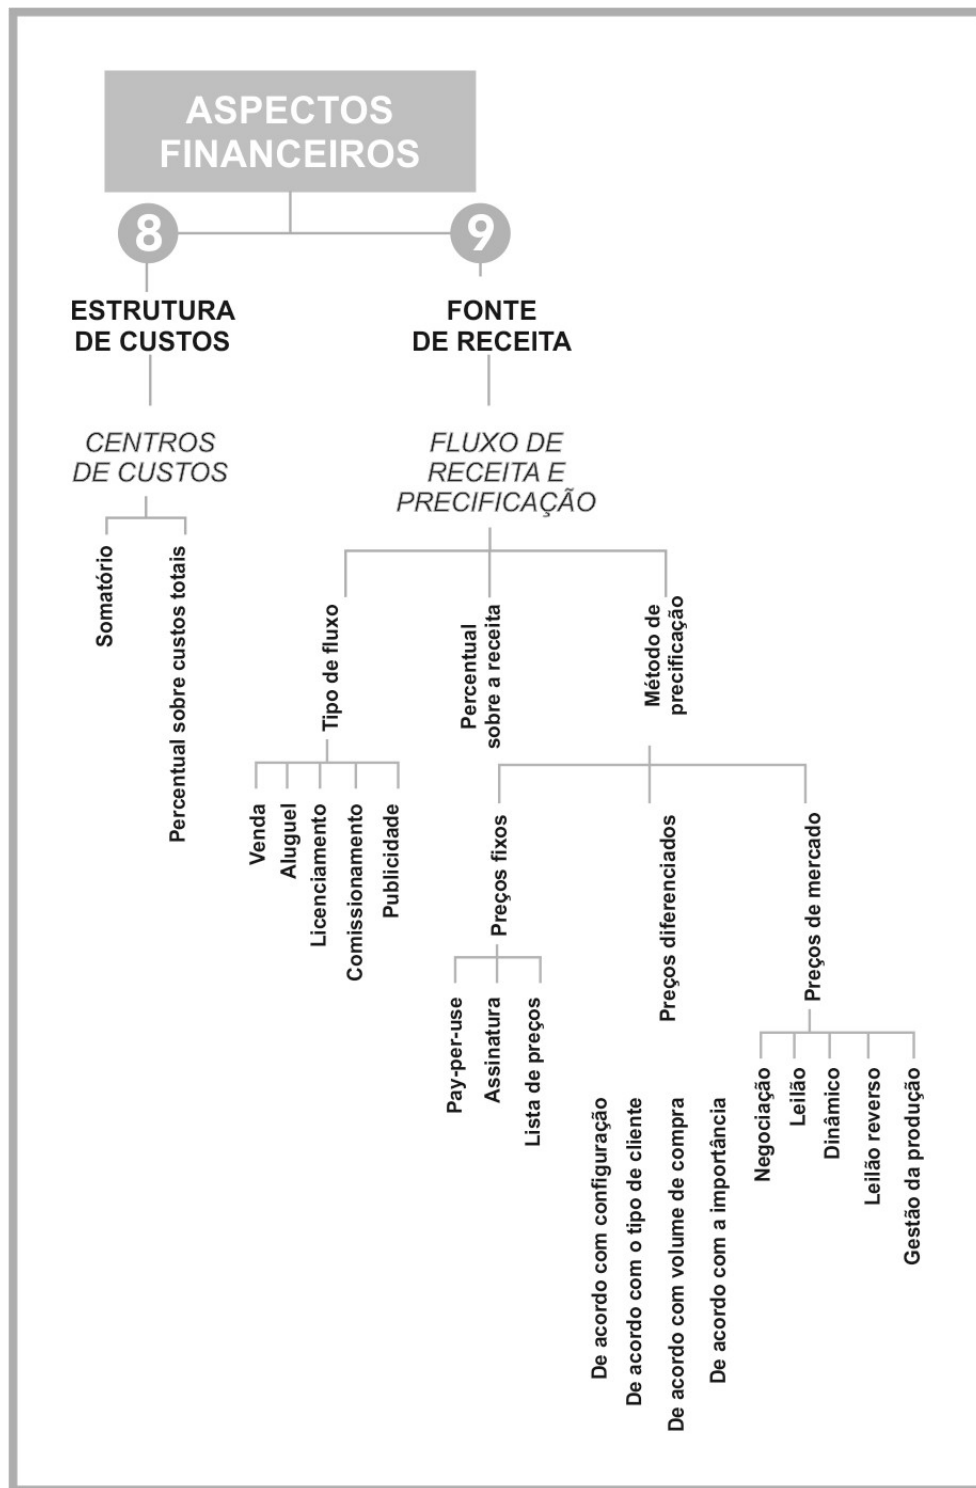 ASPECTOS
FINANCEIROS
8
9
ESTRUTURA
DE CUSTOS
FONTE
DE RECEITA
CENTROS
DE CUSTOS
FLUXO DE
RECEITA E
PRECIFICAÇÃO
Somatório
Percentual sobre custos totais
Tipo de fluxo
Percentual
sobre a receita
Método de
precificação
Venda
Aluguel
Licenciamento
Comissionamento
Publicidade
Preços fixos
Preços diferenciados
Preços de mercado
Pay-per-use
Assinatura
Lista de preços
De acordo com configuração
De acordo com o tipo de cliente
De acordo com volume de compra
De acordo com a importância
Negociação
Leilão
Dinâmico
Leilão reverso
Gestão da produção